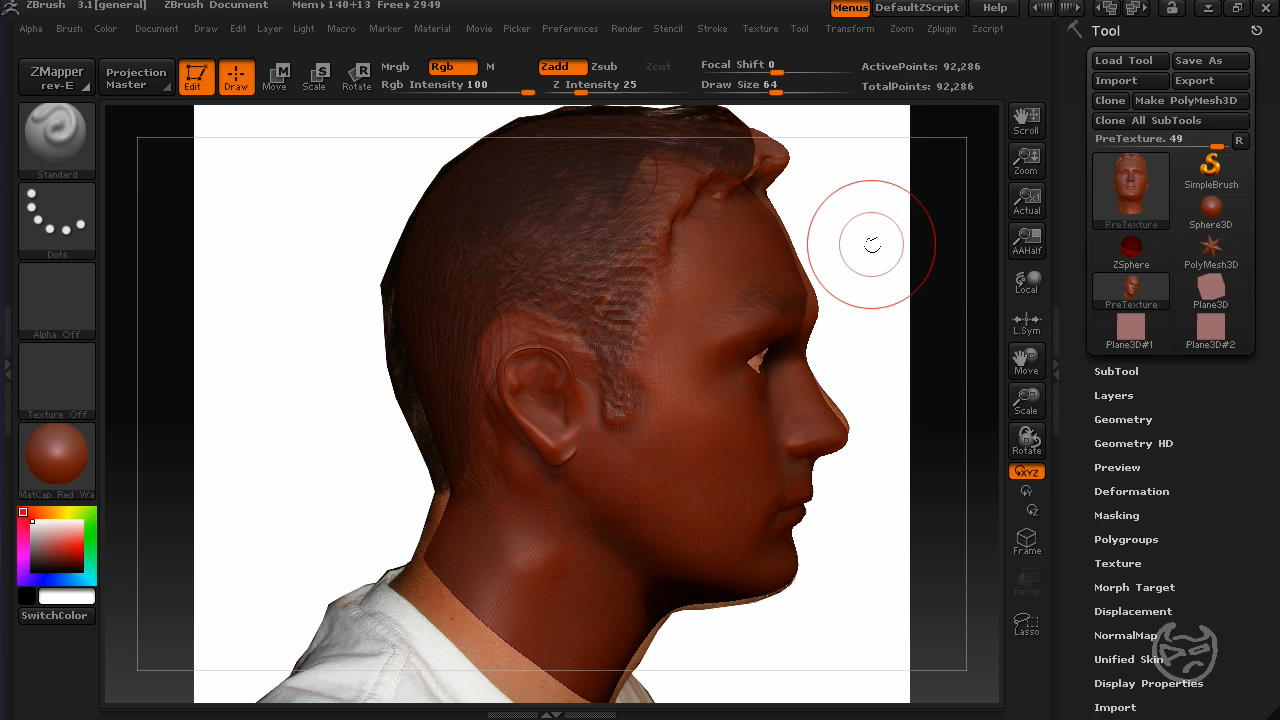 ZBrush 3.1[general] ZBrush Document Mem▸140+13 Free▸2949 Menus DefaultZScript Help
Alpha Brush Color Document Draw Edit Layer Light Macro Marker Material Movie Picker Preferences Render Stencil Stroke Texture Tool Transform Zoom Zplugin Zscript
ZMapper
rev-E
Projection
Master
Edit
Draw
Move
Scale
Rotate
Mrgb Rgb M
Rgb Intensity 100
Zadd Zsub Zcut
Z Intensity 25
Focal Shift 0
Draw Size 64
ActivePoints: 92,286
TotalPoints: 92,286
Standard
Dots
Alpha Off
Texture Off
MatCap Red Wa
SwitchColor
Scroll
Zoom
Actual
AAHalf
Local
L.Sym
Move
Scale
Rotate
XYZ
Y
Z
Frame
Transp
Lasso
Tool
Load Tool Save As
Import Export
Clone Make PolyMesh3D
Clone All SubTools
PreTexture. 49 R
PreTexture
SimpleBrush
Sphere3D
ZSphere PolyMesh3D
PreTexture Plane3D
Plane3D#1 Plane3D#2
SubTool
Layers
Geometry
Geometry HD
Preview
Deformation
Masking
Polygroups
Texture
Morph Target
Displacement
NormalMap
Unified Skin
Display Properties
Import